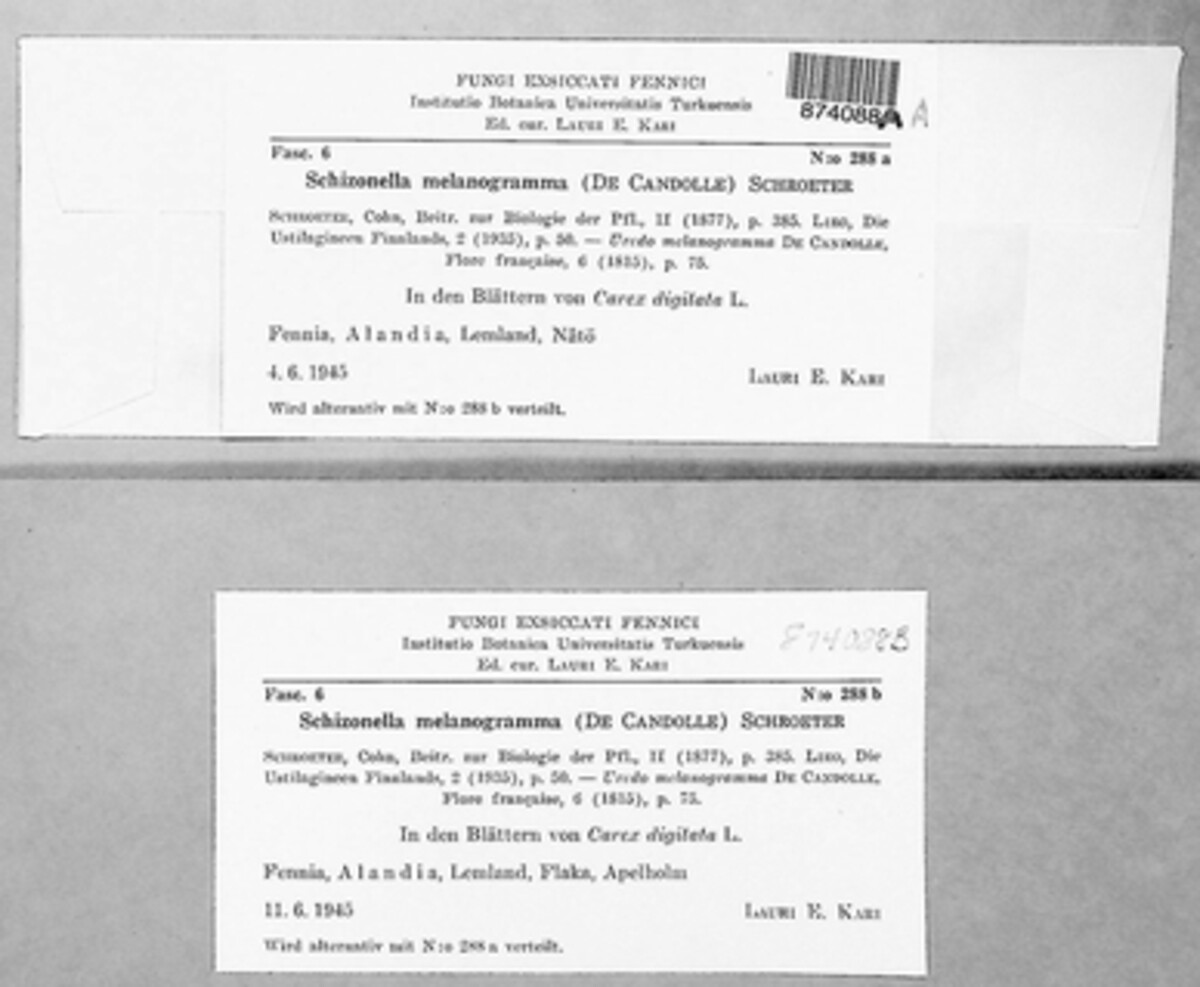 FUNGI EXSICCATI FENNICI
Institutio Botanica Universitatis Turkuensis
Ed. cur. LAURI E. KARI
874088A A
Fasc. 6 N:o 288 a
Schizonella melanogramma (DE CANDOLLE) SCHROETER
SCHROETER, Cohn, Beitr. zur Biologie der Pfl., II (1877), p. 385. LIRO, Die
Ustilagineen Finnlands, 2 (1935), p. 50. — Uredo melanogramma DE CANDOLLE,
Flore française, 6 (1815), p. 75.
In den Blättern von Carex digitata L.
Fennia, Alandia, Lemland, Nåtö
4. 6. 1945 LAURI E. KARI
Wird alternativ mit N:o 288 b verteilt.
FUNGI EXSICCATI FENNICI
Institutio Botanica Universitatis Turkuensis
Ed. cur. LAURI E. KARI
874088B
Fasc. 6 N:o 288 b
Schizonella melanogramma (DE CANDOLLE) SCHROETER
SCHROETER, Cohn, Beitr. zur Biologie der Pfl., II (1877), p. 385. LIRO, Die
Ustilagineen Finnlands, 2 (1935), p. 50. — Uredo melanogramma DE CANDOLLE,
Flore française, 6 (1815), p. 75.
In den Blättern von Carex digitata L.
Fennia, Alandia, Lemland, Flaka, Apelholm
11. 6. 1945 LAURI E. KARI
Wird alternativ mit N:o 288 a verteilt.